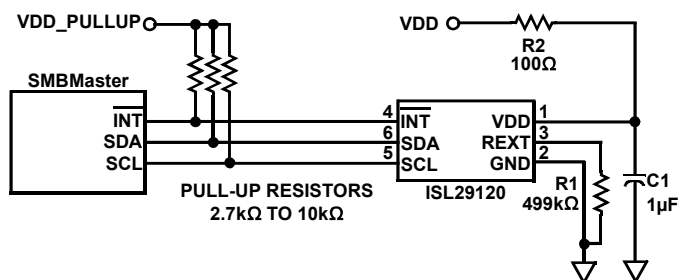 VDD_PULLUP
VDD
R2
100Ω
SMBMaster
INT
SDA
SCL
4
6
5
INT
SDA
SCL
VDD
REXT
GND
1
3
2
ISL29120
PULL-UP RESISTORS
2.7kΩ TO 10kΩ
R1
499kΩ
C1
1µF